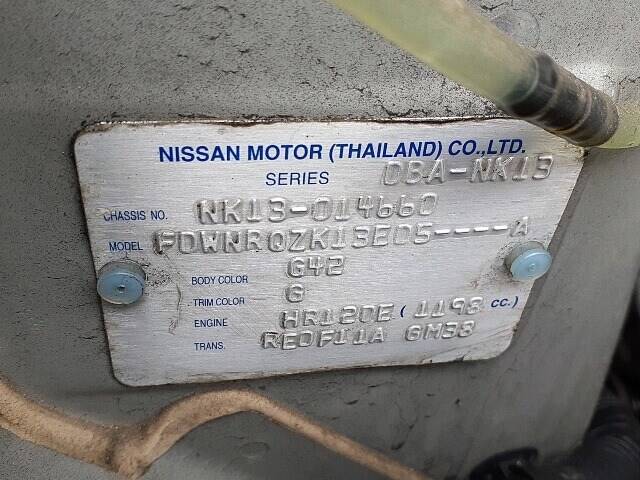 NISSAN MOTOR (THAILAND) CO.,LTD.
SERIES DBA-NK13
CHASSIS NO. NK13-014660
MODEL FDWNRQZK13EDS----A
BODY COLOR G42
TRIM COLOR G
ENGINE HR12DE ( 1198 CC.)
TRANS. RE0F11A GM38